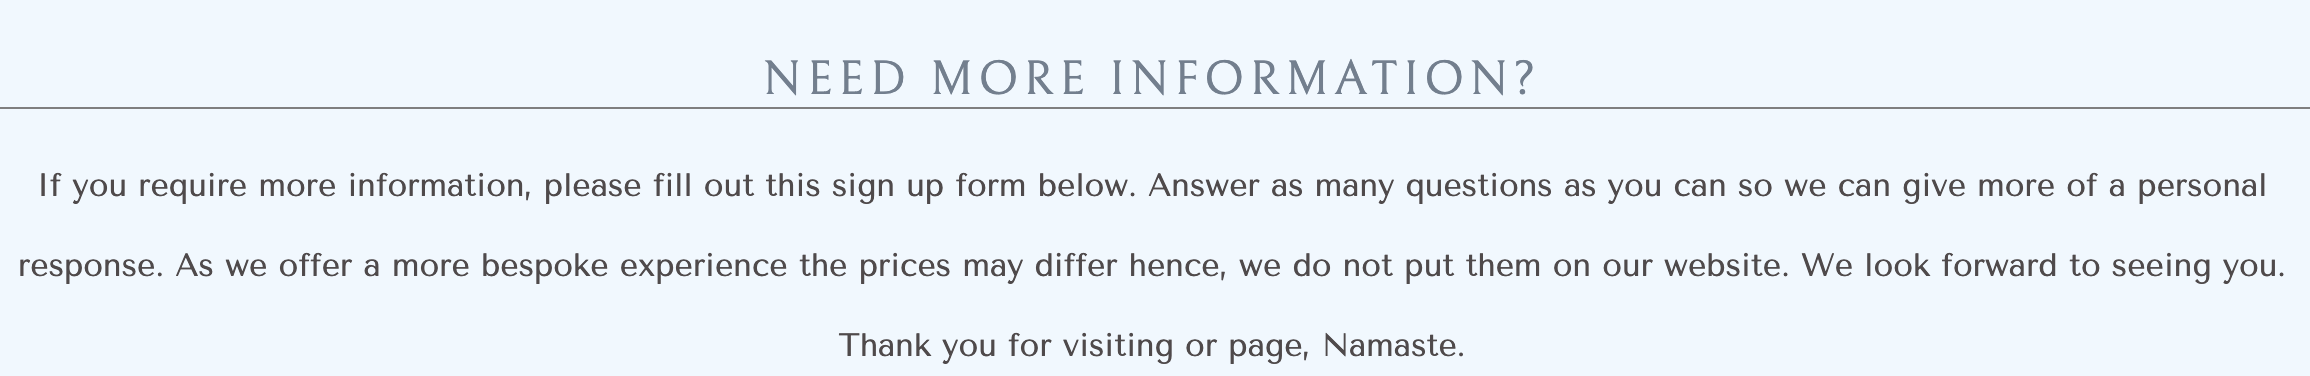 NEED MORE INFORMATION?
If you require more information, please fill out this sign up form below. Answer as many questions as you can so we can give more of a personal
response. As we offer a more bespoke experience the prices may differ hence, we do not put them on our website. We look forward to seeing you.
Thank you for visiting or page, Namaste.